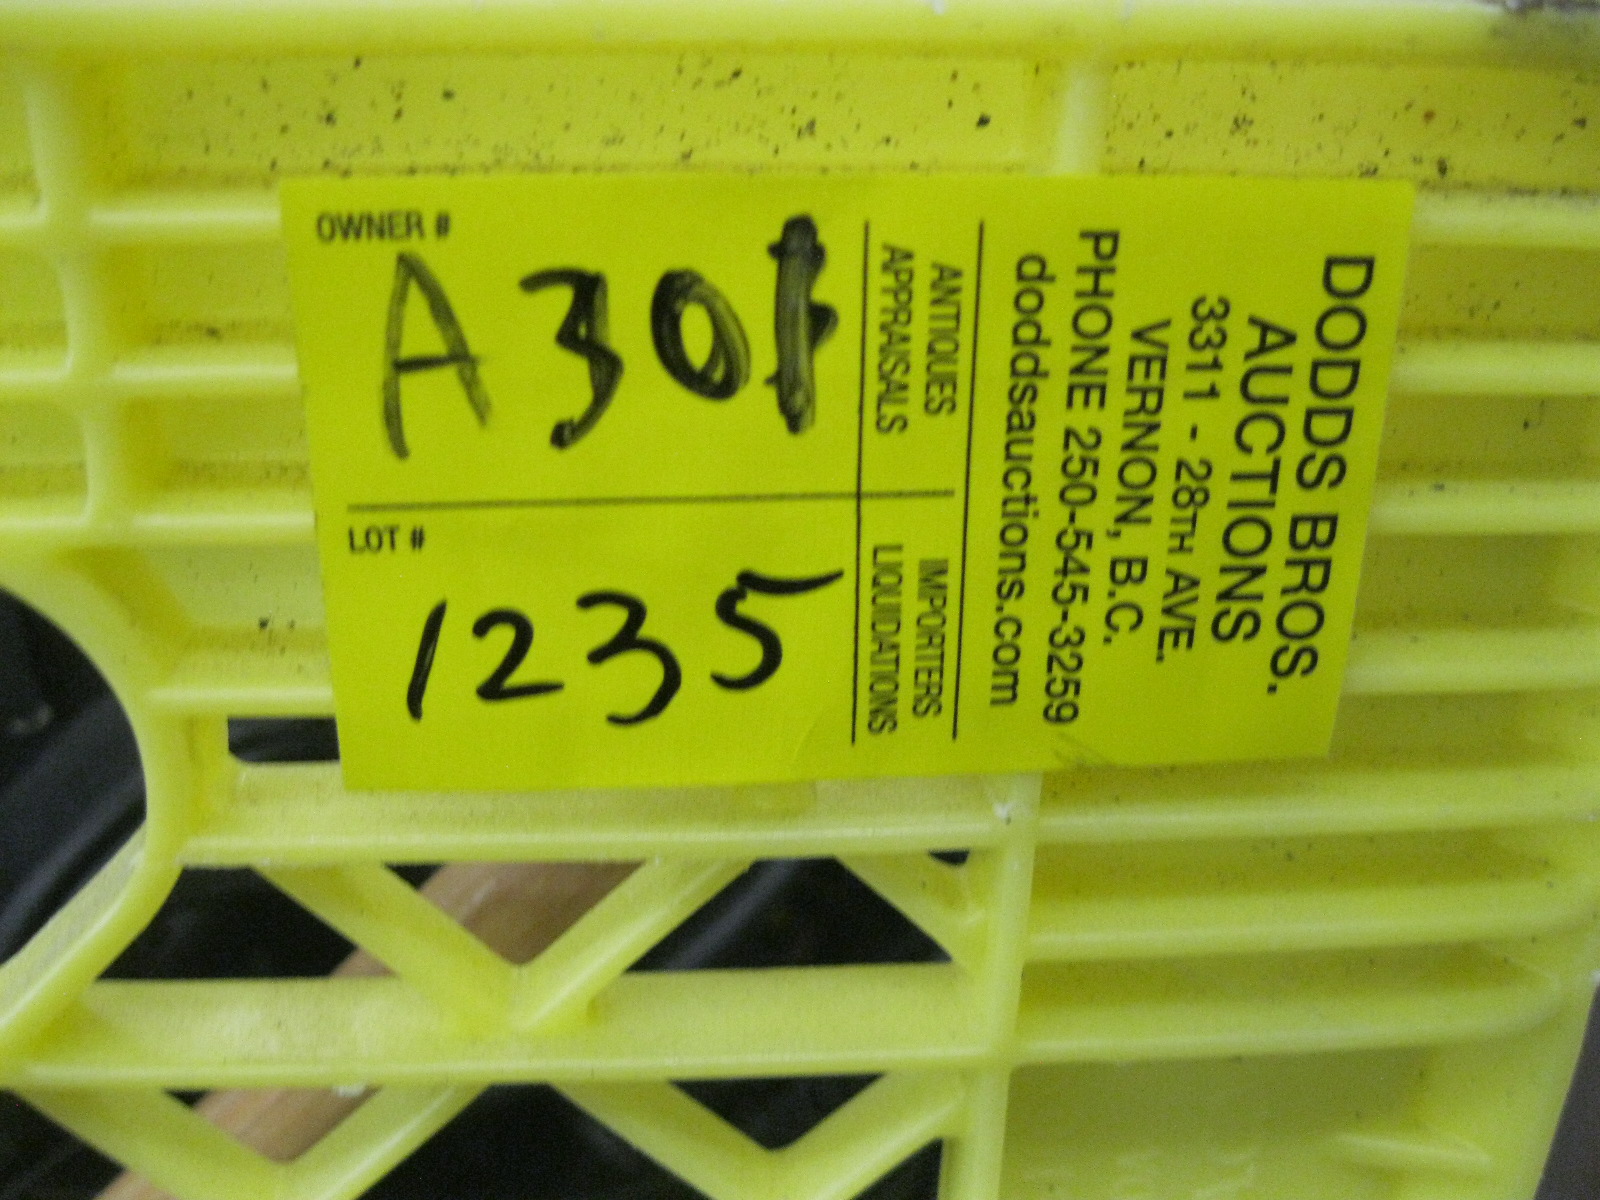 DODDS BROS.
AUCTIONS
3311 - 28TH AVE.
VERNON, B.C.
PHONE 250-545-3259
doddsauctions.com
ANTIQUES
APPRAISALS
IMPORTERS
LIQUIDATIONS
OWNER #
A301
LOT #
1235